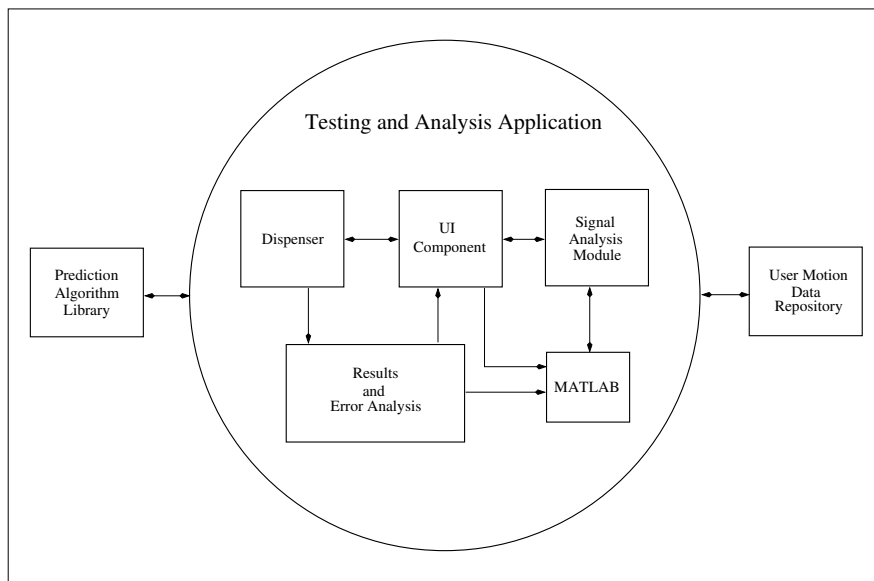 Testing and Analysis Application
Dispenser
UI
Component
Signal
Analysis
Module
Prediction
Algorithm
Library
User Motion
Data
Repository
Results
and
Error Analysis
MATLAB